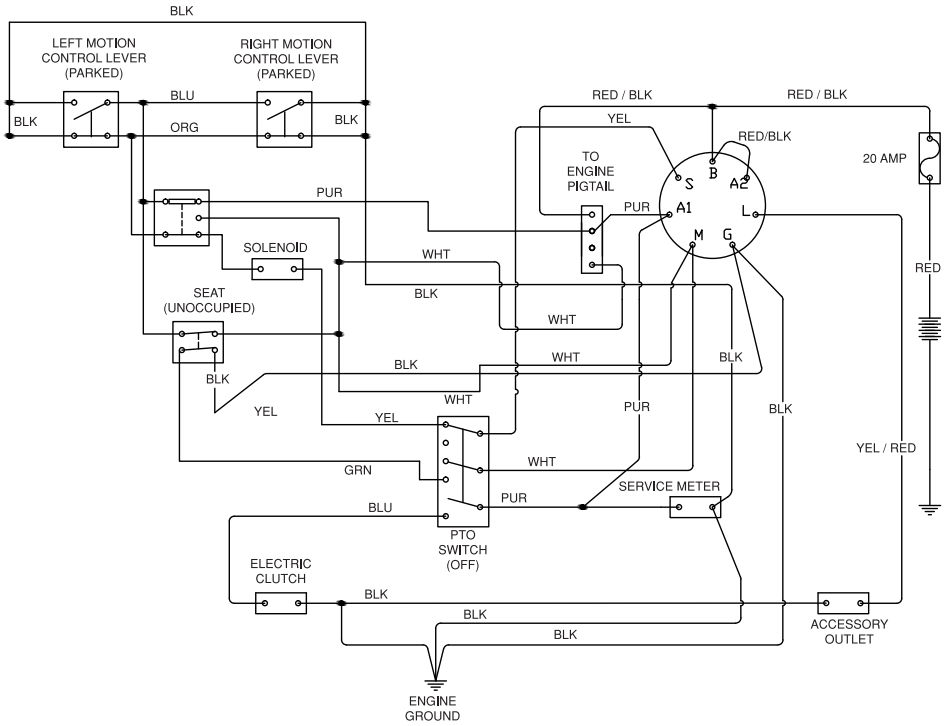 BLK
LEFT MOTION
CONTROL LEVER
(PARKED)
RIGHT MOTION
CONTROL LEVER
(PARKED)
BLU
BLK
ORG
BLK
RED / BLK
RED / BLK
YEL
RED/BLK
TO
ENGINE
PIGTAIL
20 AMP
S
B
A2
A1
L
M
G
PUR
PUR
SOLENOID
WHT
BLK
RED
SEAT
(UNOCCUPIED)
WHT
BLK
WHT
BLK
BLK
WHT
YEL
YEL
PUR
BLK
YEL / RED
GRN
WHT
SERVICE METER
PUR
BLU
PTO
SWITCH
(OFF)
ELECTRIC
CLUTCH
BLK
BLK
BLK
ACCESSORY
OUTLET
ENGINE
GROUND